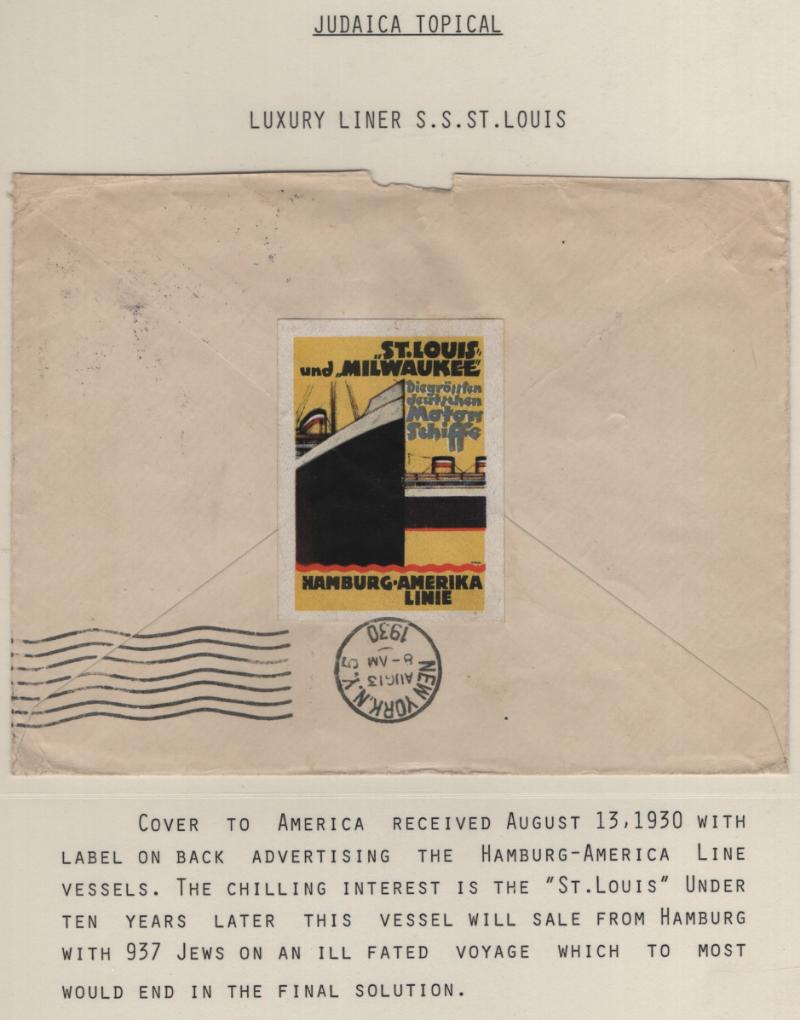 JUDAICA TOPICAL
LUXURY LINER S.S.ST.LOUIS
„ST.LOUIS„
und „MILWAUKEE"
Die grössten
deutschen
Motor
Schiffe
HAMBURG-AMERIKA
LINIE
NEW YORK, N.Y. 5
AUG 13
8-AM
1930
COVER TO AMERICA RECEIVED AUGUST 13,1930 WITH
LABEL ON BACK ADVERTISING THE HAMBURG-AMERICA LINE
VESSELS. THE CHILLING INTEREST IS THE "ST.LOUIS" UNDER
TEN YEARS LATER THIS VESSEL WILL SALE FROM HAMBURG
WITH 937 JEWS ON AN ILL FATED VOYAGE WHICH TO MOST
WOULD END IN THE FINAL SOLUTION.